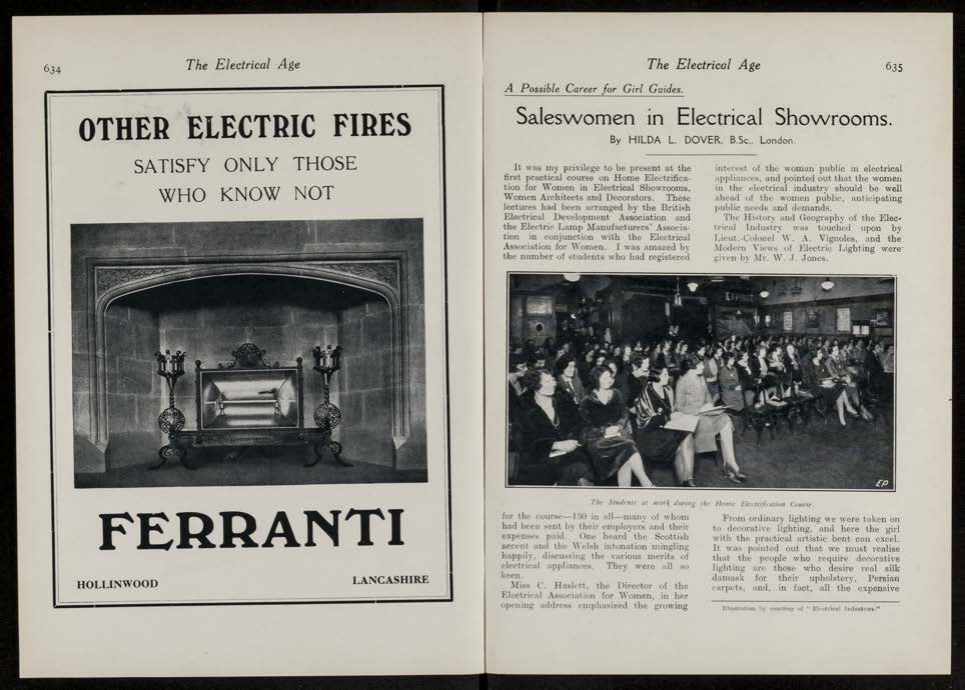 634
The Electrical Age
OTHER ELECTRIC FIRES
SATISFY ONLY THOSE
WHO KNOW NOT
FERRANTI
HOLLINWOOD
LANCASHIRE
The Electrical Age
635
A Possible Career for Girl Guides.
Saleswomen in Electrical Showrooms.
By HILDA L. DOVER, B.Sc., London.
It was my privilege to be present at the
first practical course on Home Electrifica-
tion for Women in Electrical Showrooms,
Women Architects and Decorators. These
lectures had been arranged by the British
Electrical Development Association and
the Electric Lamp Manufacturers' Associa-
tion in conjunction with the Electrical
Association for Women. I was amazed by
the number of students who had registered
interest of the woman public in electrical
appliances, and pointed out that the women
in the electrical industry should be well
ahead of the women public, anticipating
public needs and demands.
The History and Geography of the Elec-
trical Industry was touched upon by
Lieut.-Colonel W. A. Vignoles, and the
Modern Views of Electric Lighting were
given by Mr. W. J. Jones.
EXHIBIT
EP
The Students at work during the Home Electrification Course
for the course—130 in all—many of whom
had been sent by their employers and their
expenses paid. One heard the Scottish
accent and the Welsh intonation mingling
happily, discussing the various merits of
electrical appliances. They were all so
keen.
Miss C. Haslett, the Director of the
Electrical Association for Women, in her
opening address emphasized the growing
From ordinary lighting we were taken on
to decorative lighting, and here the girl
with the practical artistic bent can excel.
It was pointed out that we must realise
that the people who require decorative
lighting are those who desire real silk
damask for their upholstery, Persian
carpets, and, in fact, all the expensive
Illustration by courtesy of "Electrical Industries."